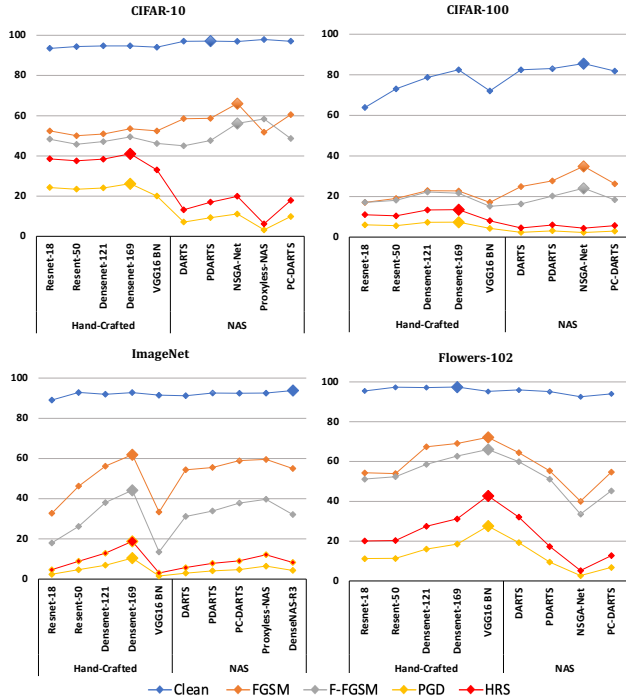 CIFAR-10
100
80
60
40
20
0
Resnet-18
Resent-50
Densenet-121
Densenet-169
VGG16 BN
DARTS
PDARTS
NSGA-Net
Proxyless-NAS
PC-DARTS
Hand-Crafted
NAS
CIFAR-100
100
80
60
40
20
0
Resnet-18
Resent-50
Densenet-121
Densenet-169
VGG16 BN
DARTS
PDARTS
NSGA-Net
PC-DARTS
Hand-Crafted
NAS
ImageNet
100
80
60
40
20
0
Resnet-18
Resent-50
Densenet-121
Densenet-169
VGG16 BN
DARTS
PDARTS
PC-DARTS
Proxyless-NAS
DenseNAS-R3
Hand-Crafted
NAS
Flowers-102
100
80
60
40
20
0
Resnet-18
Resent-50
Densenet-121
Densenet-169
VGG16 BN
DARTS
PDARTS
NSGA-Net
PC-DARTS
Hand-Crafted
NAS
Clean FGSM F-FGSM PGD HRS